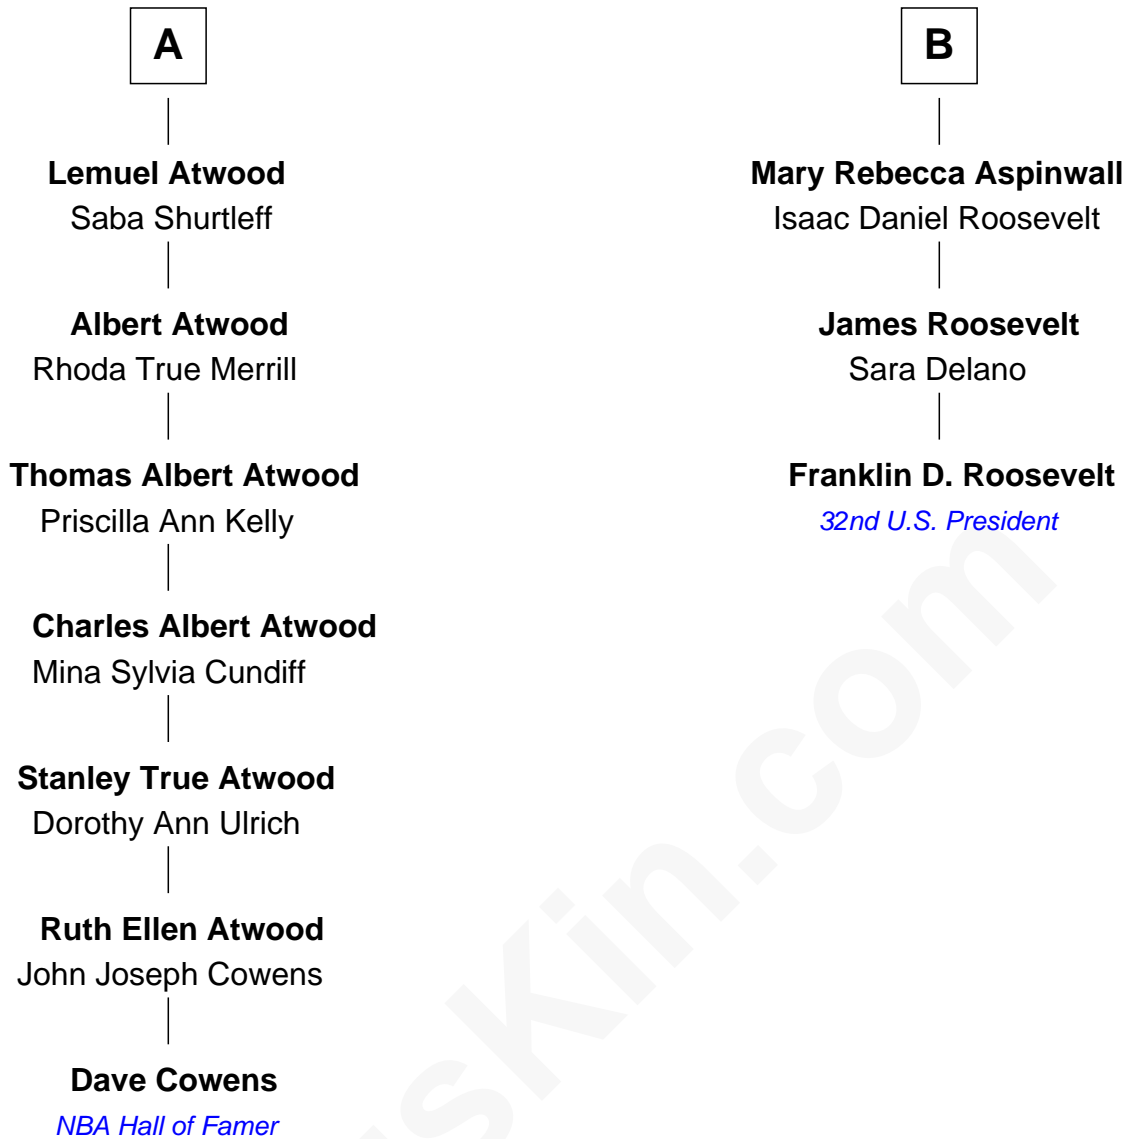 A
Lemuel Atwood
Saba Shurtleff
Albert Atwood
Rhoda True Merrill
Thomas Albert Atwood
Priscilla Ann Kelly
Charles Albert Atwood
Mina Sylvia Cundiff
Stanley True Atwood
Dorothy Ann Ulrich
Ruth Ellen Atwood
John Joseph Cowens
Dave Cowens
NBA Hall of Famer
B
Mary Rebecca Aspinwall
Isaac Daniel Roosevelt
James Roosevelt
Sara Delano
Franklin D. Roosevelt
32nd U.S. President